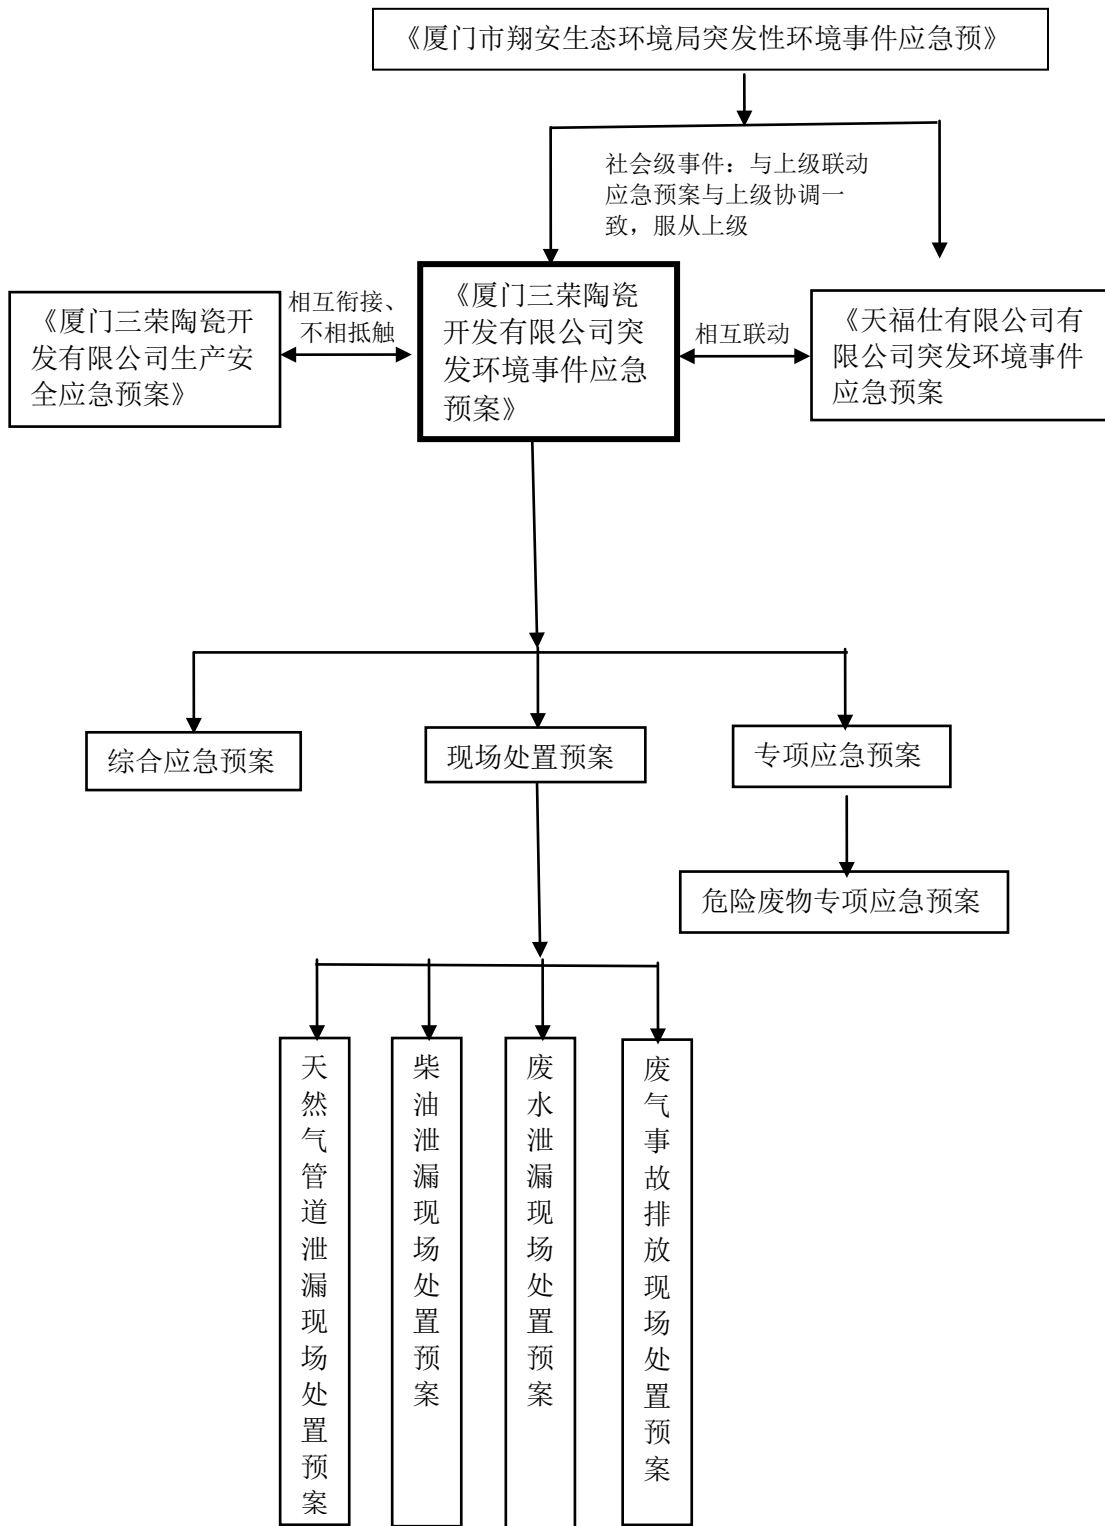 《厦门市翔安生态环境局突发性环境事件应急预》
社会级事件：与上级联动
应急预案与上级协调一
致，服从上级
《厦门三荣陶瓷开
发有限公司生产安
全应急预案》
相互衔接、
不相抵触
《厦门三荣陶瓷
开发有限公司突
发环境事件应急
预案》
相互联动
《天福仕有限公司有
限公司突发环境事件
应急预案
综合应急预案
现场处置预案
专项应急预案
危险废物专项应急预案
天然气管道泄漏现场处置预案
柴油泄漏现场处置预案
废水泄漏现场处置预案
废气事故排放现场处置预案